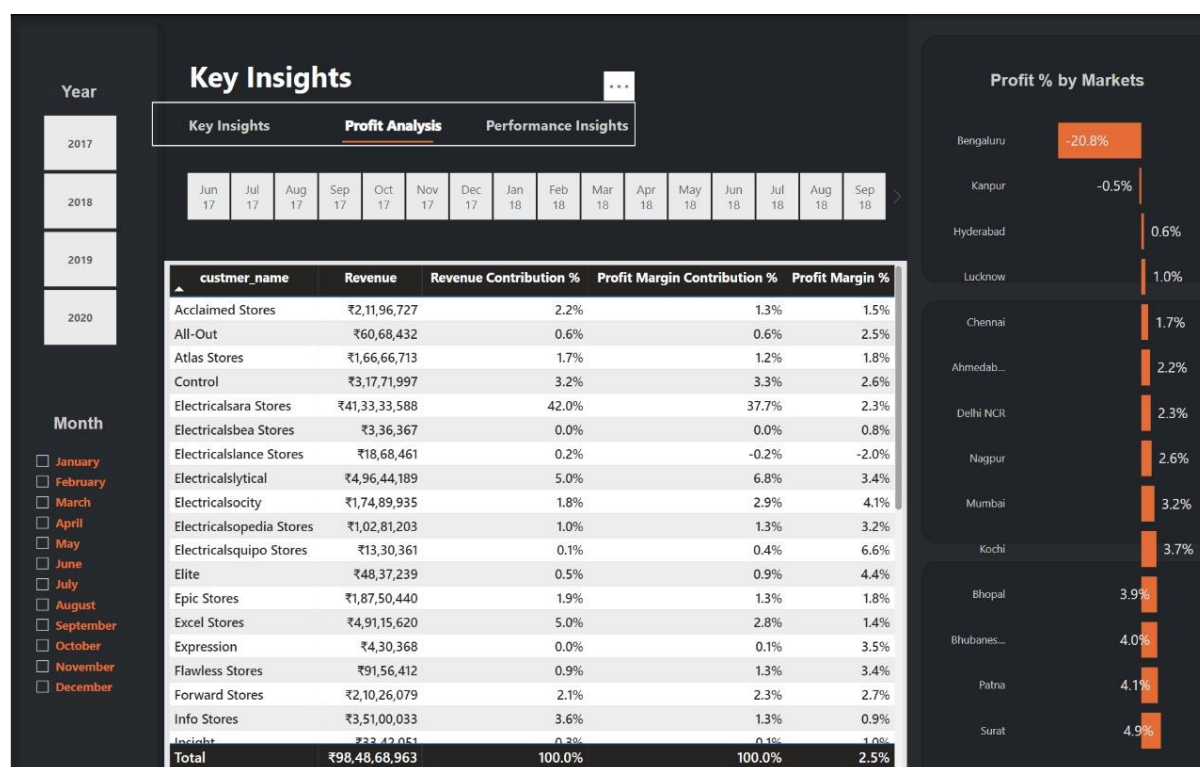 Year
2017
2018
2019
2020
Month
January
February
March
April
May
June
July
August
September
October
November
December
Key Insights
...
Key Insights Profit Analysis Performance Insights
Jun Jul Aug Sep Oct Nov Dec Jan Feb Mar Apr May Jun Jul Aug Sep
17 17 17 17 17 17 17 18 18 18 18 18 18 18 18 18
custmer_name Revenue Revenue Contribution % Profit Margin Contribution % Profit Margin %
Acclaimed Stores ₹2,11,96,727 2.2% 1.3% 1.5%
All-Out ₹60,68,432 0.6% 0.6% 2.5%
Atlas Stores ₹1,66,66,713 1.7% 1.2% 1.8%
Control ₹3,17,71,997 3.2% 3.3% 2.6%
Electricalsara Stores ₹41,33,33,588 42.0% 37.7% 2.3%
Electricalsbea Stores ₹3,36,367 0.0% 0.0% 0.8%
Electricalslance Stores ₹18,68,461 0.2% -0.2% -2.0%
Electricalslytical ₹4,96,44,189 5.0% 6.8% 3.4%
Electricalsocity ₹1,74,89,935 1.8% 2.9% 4.1%
Electricalsopedia Stores ₹1,02,81,203 1.0% 1.3% 3.2%
Electricalsquipo Stores ₹13,30,361 0.1% 0.4% 6.6%
Elite ₹48,37,239 0.5% 0.9% 4.4%
Epic Stores ₹1,87,50,440 1.9% 1.3% 1.8%
Excel Stores ₹4,91,15,620 5.0% 2.8% 1.4%
Expression ₹4,30,368 0.0% 0.1% 3.5%
Flawless Stores ₹91,56,412 0.9% 1.3% 3.4%
Forward Stores ₹2,10,26,079 2.1% 2.3% 2.7%
Info Stores ₹3,51,00,033 3.6% 1.3% 0.9%
Insight ₹33,42,051 0.3% 0.1% 1.0%
Total ₹98,48,68,963 100.0% 100.0% 2.5%
Profit % by Markets
Bengaluru -20.8%
Kanpur -0.5%
Hyderabad 0.6%
Lucknow 1.0%
Chennai 1.7%
Ahmedab... 2.2%
Delhi NCR 2.3%
Nagpur 2.6%
Mumbai 3.2%
Kochi 3.7%
Bhopal 3.9%
Bhubanes... 4.0%
Patna 4.1%
Surat 4.9%